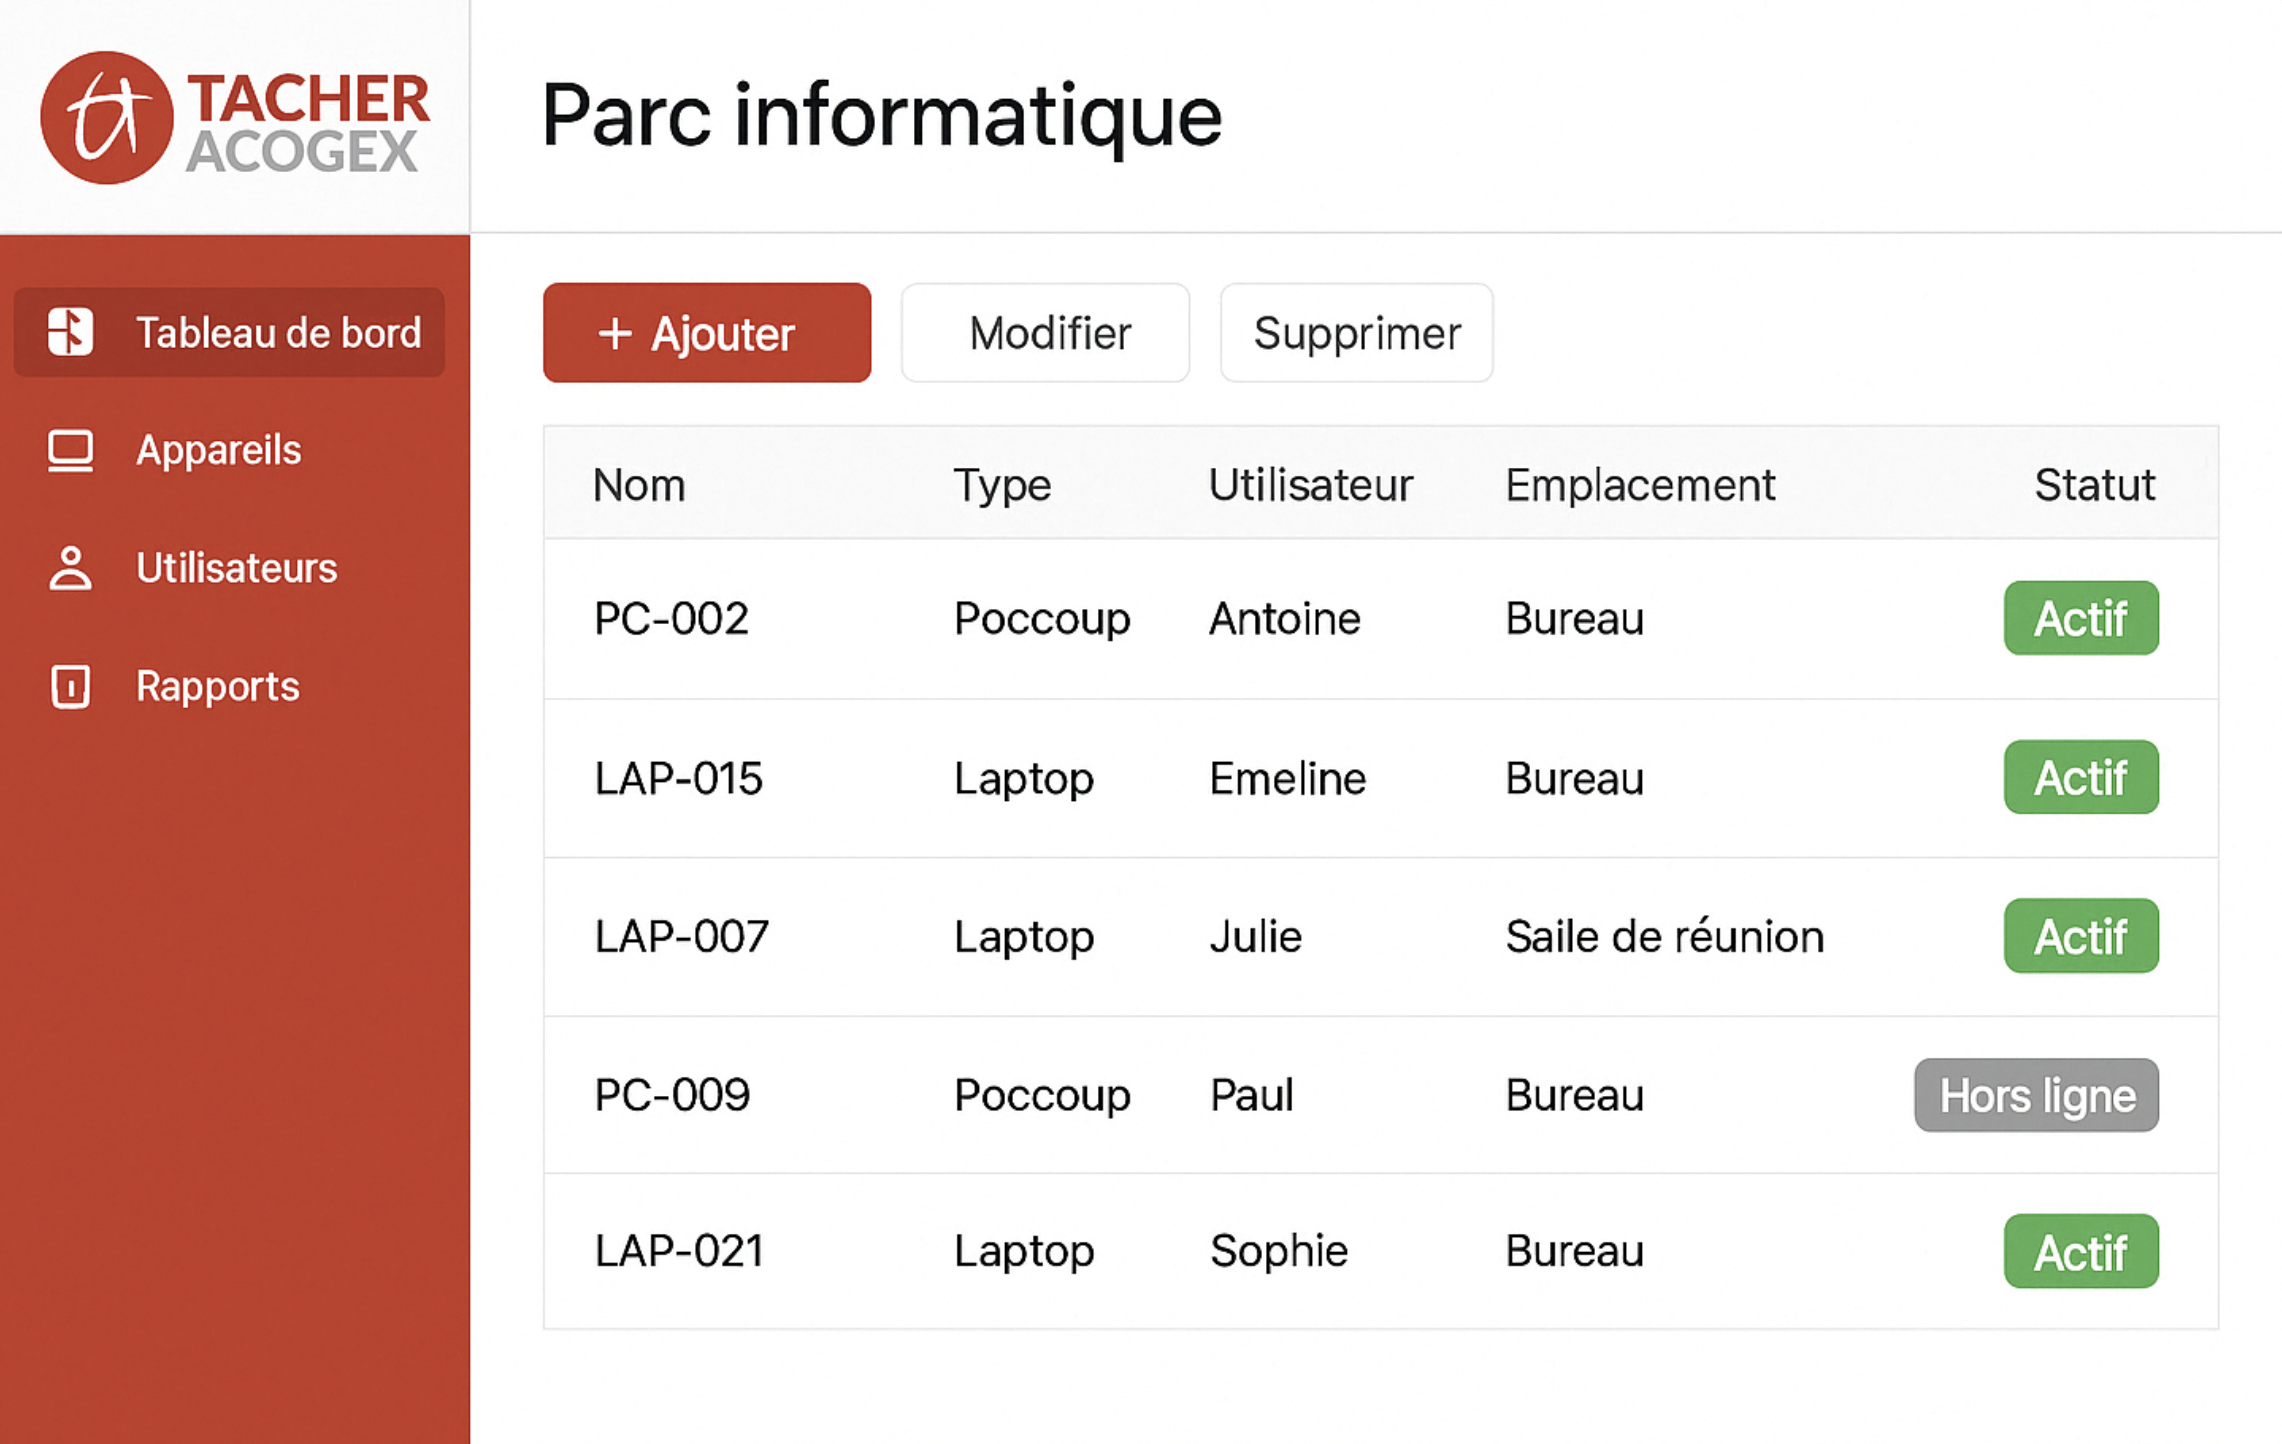 TACHER
ACOGEX
Parc informatique
Tableau de bord
Appareils
Utilisateurs
Rapports
+ Ajouter Modifier Supprimer
Nom Type Utilisateur Emplacement Statut
PC-002 Poccoup Antoine Bureau Actif
LAP-015 Laptop Emeline Bureau Actif
LAP-007 Laptop Julie Saile de réunion Actif
PC-009 Poccoup Paul Bureau Hors ligne
LAP-021 Laptop Sophie Bureau Actif